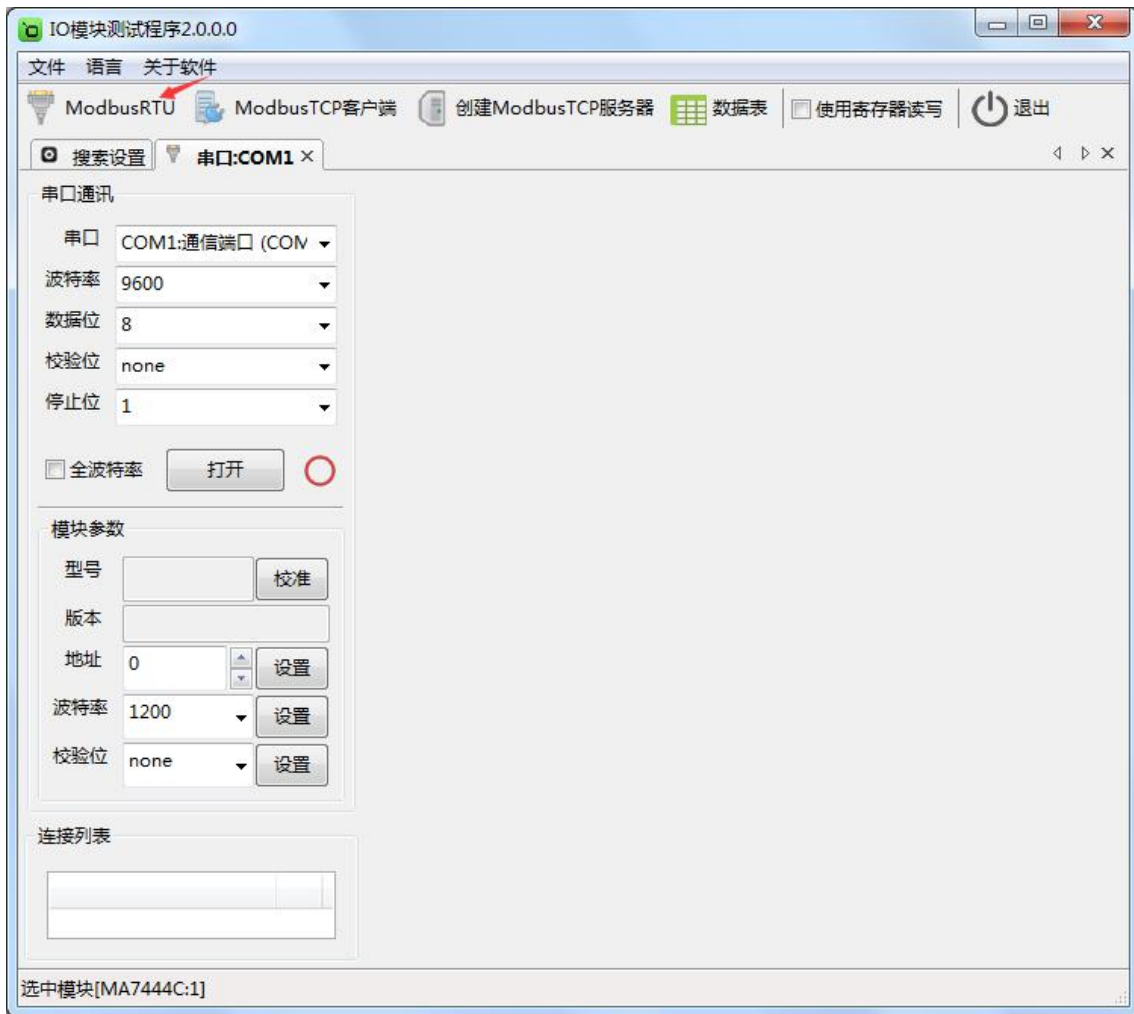 IO模块测试程序2.0.0.0
文件 语言 关于软件
ModbusRTU ModbusTCP客户端 创建ModbusTCP服务器 数据表 使用寄存器读写 退出
搜索设置 串口:COM1
串口通讯
串口 COM1:通信端口 (COM
波特率 9600
数据位 8
校验位 none
停止位 1
全波特率 打开
模块参数
型号 校准
版本
地址 0 设置
波特率 1200 设置
校验位 none 设置
连接列表
选中模块[MA7444C:1]